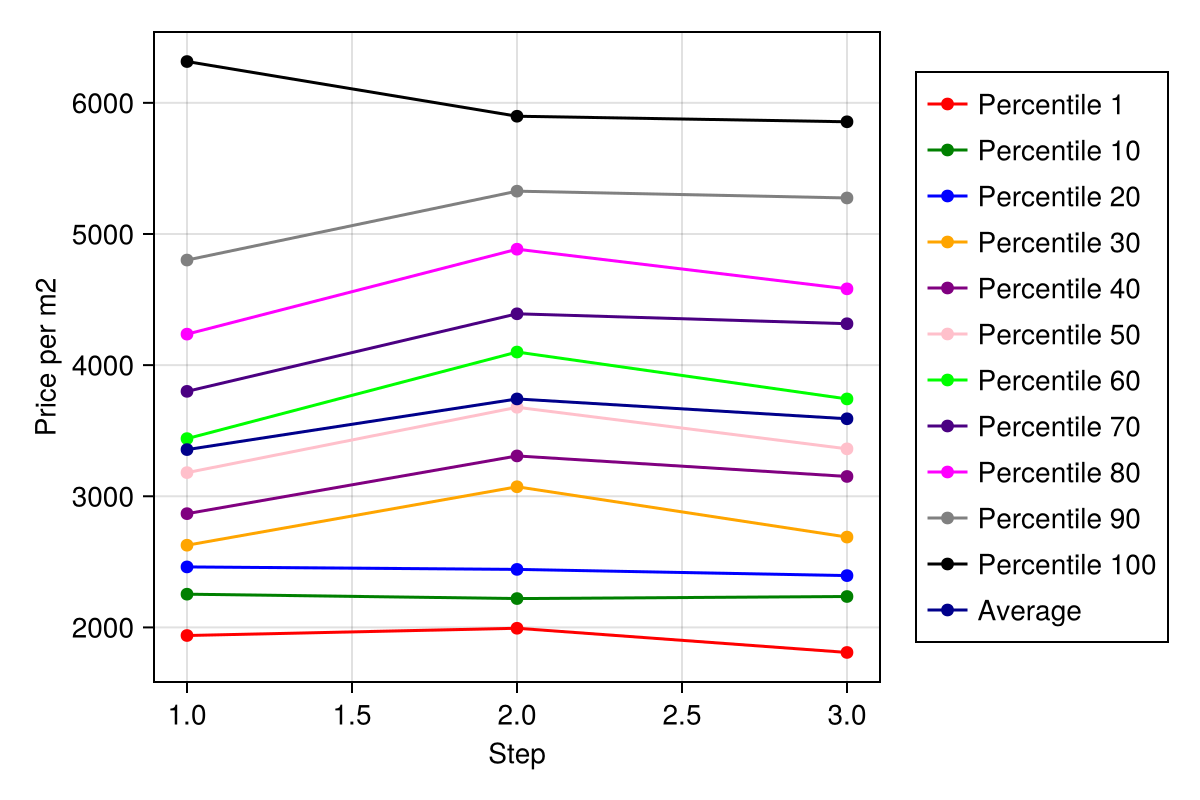 6000
5000
4000
3000
2000
Price per m2
1.0 1.5 2.0 2.5 3.0
Step
Percentile 1
Percentile 10
Percentile 20
Percentile 30
Percentile 40
Percentile 50
Percentile 60
Percentile 70
Percentile 80
Percentile 90
Percentile 100
Average